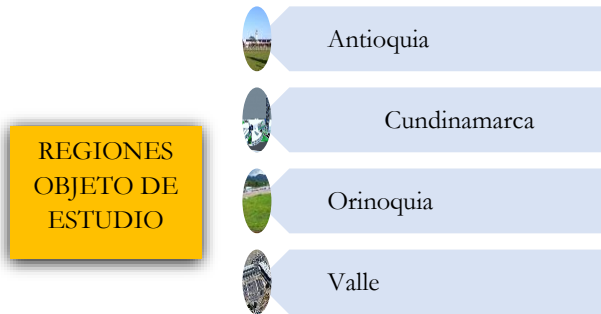 REGIONES
OBJETO DE
ESTUDIO
Antioquia
Cundinamarca
Orinoquia
Valle